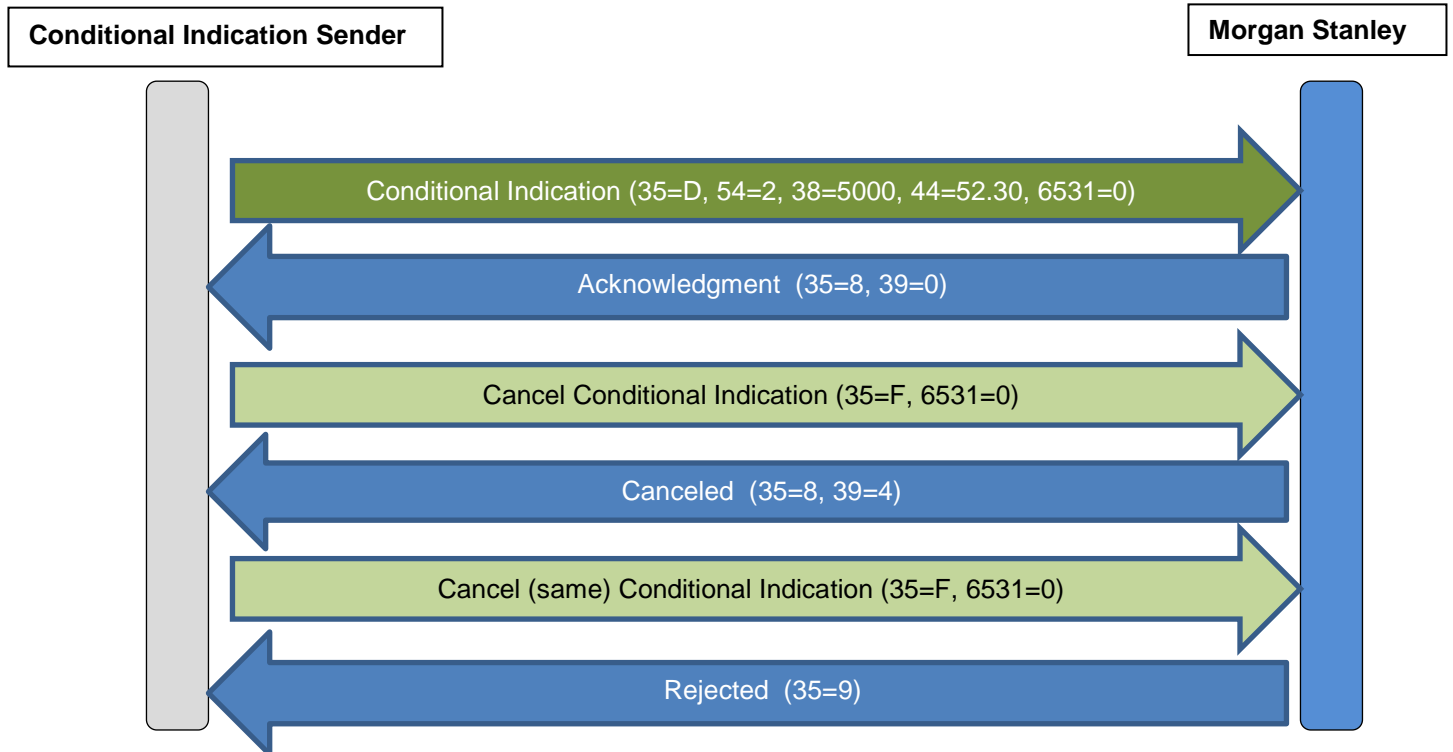 Conditional Indication Sender
Morgan Stanley
Conditional Indication (35=D, 54=2, 38=5000, 44=52.30, 6531=0)
Acknowledgment (35=8, 39=0)
Cancel Conditional Indication (35=F, 6531=0)
Canceled (35=8, 39=4)
Cancel (same) Conditional Indication (35=F, 6531=0)
Rejected (35=9)